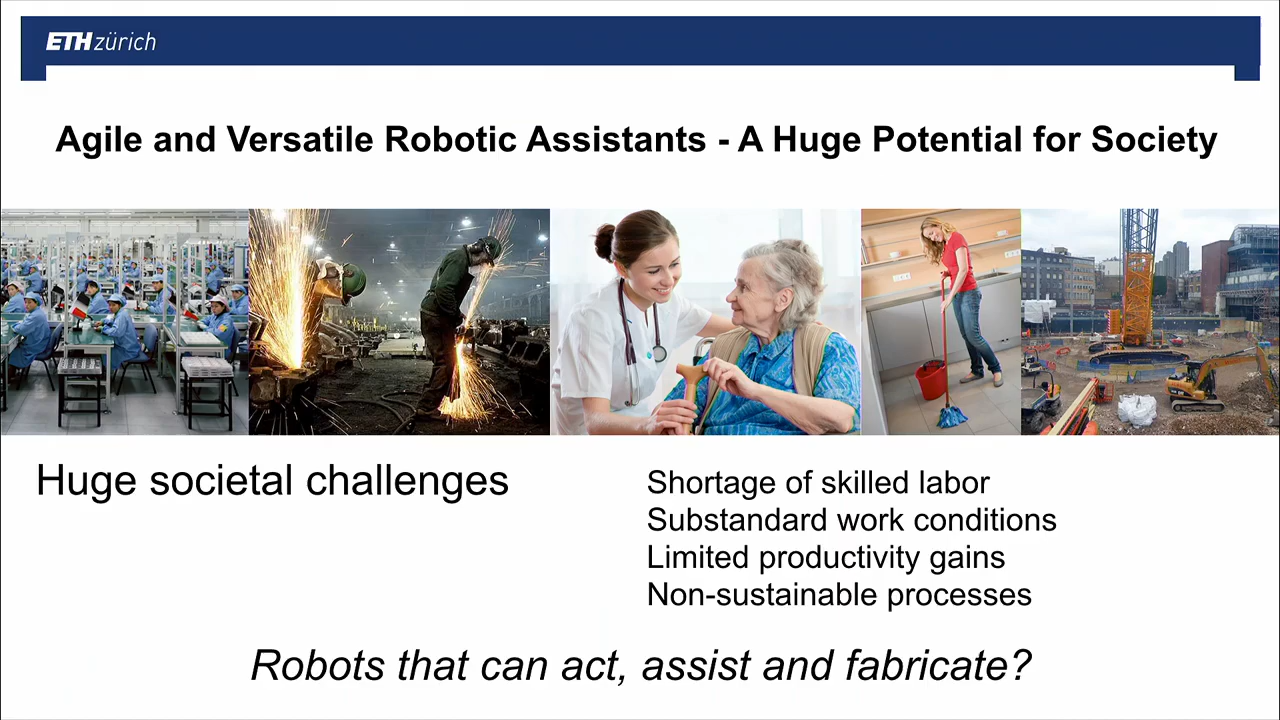 ETH zürich
Agile and Versatile Robotic Assistants - A Huge Potential for Society
Huge societal challenges
Shortage of skilled labor
Substandard work conditions
Limited productivity gains
Non-sustainable processes
Robots that can act, assist and fabricate?